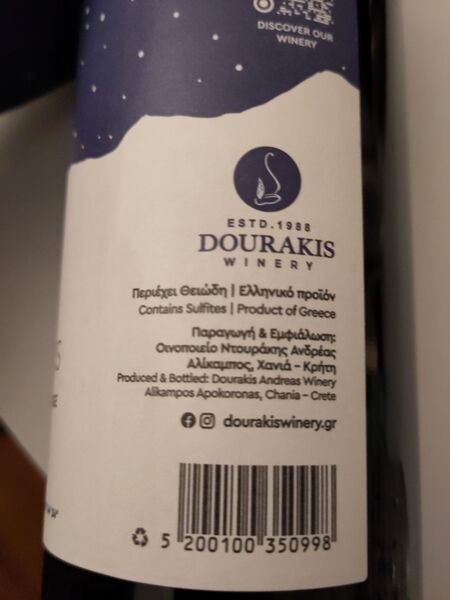 DISCOVER OUR
WINERY
ESTD.1988
DOURAKIS
WINERY
Περιέχει Θειώδη | Ελληνικό προϊόν
Contains Sulfites | Product of Greece
Παραγωγή & Εμφιάλωση:
Οινοποιείο Ντουράκης Ανδρέας
Αλίκαμπος, Χανιά – Κρήτη
Produced & Bottled: Dourakis Andreas Winery
Alikampos Apokoronas, Chania – Crete
dourakiswinery.gr
5 200100 350998